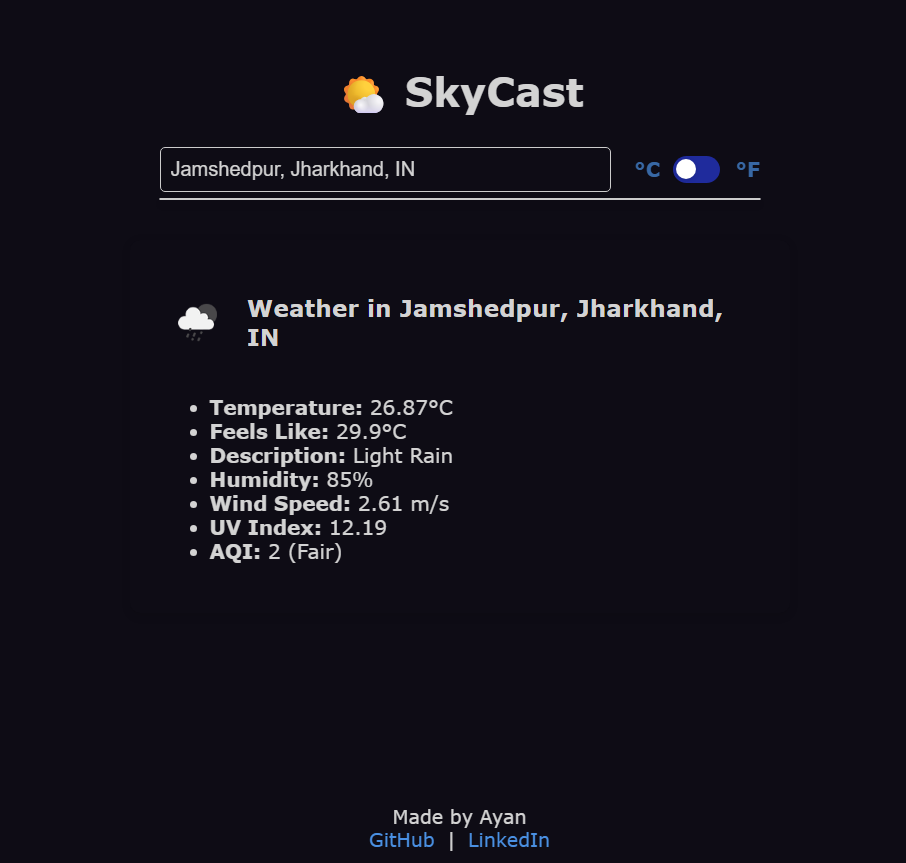 SkyCast
Jamshedpur, Jharkhand, IN
°C °F
Weather in Jamshedpur, Jharkhand,
IN
• Temperature: 26.87°C
• Feels Like: 29.9°C
• Description: Light Rain
• Humidity: 85%
• Wind Speed: 2.61 m/s
• UV Index: 12.19
• AQI: 2 (Fair)
Made by Ayan
GitHub | LinkedIn